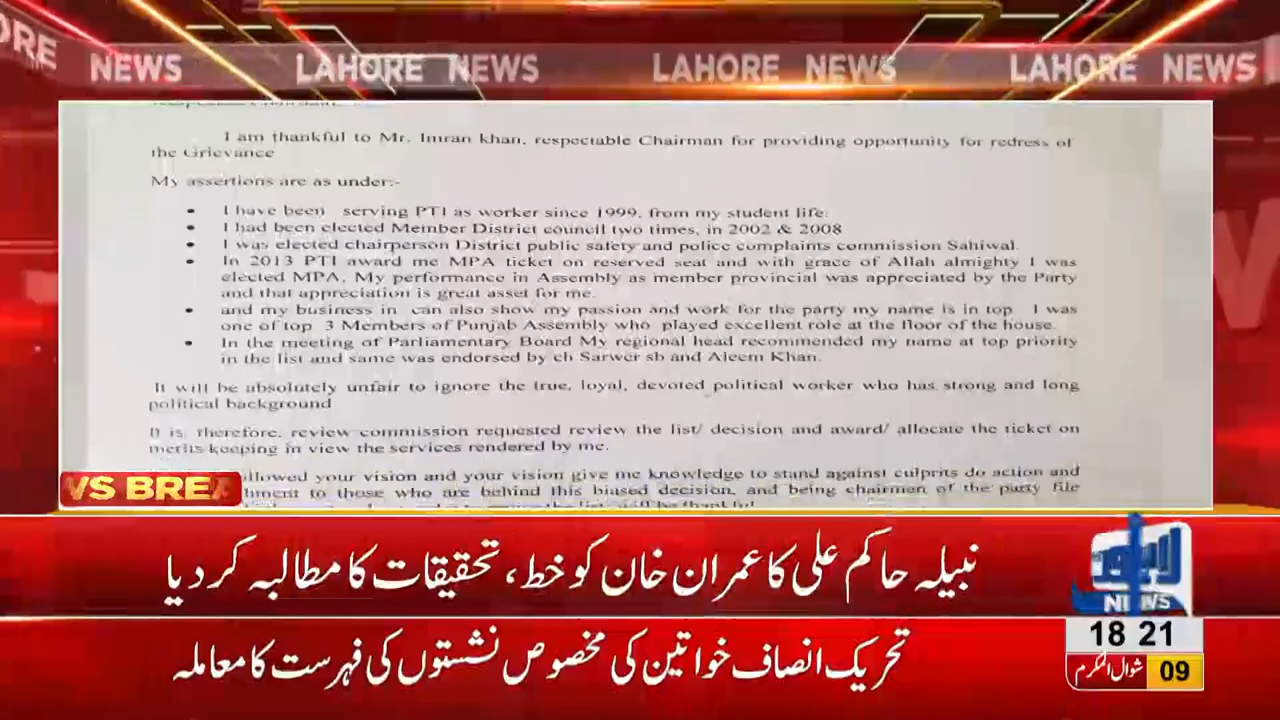 LAHORE NEWS LAHORE NEWS LAHORE NEWS LAHORE NEWS
I am thankful to Mr. Imran khan, respectable Chairman for providing opportunity for redress of
the Grievance
My assertions are as under:-
• I have been serving PTI as worker since 1999, from my student life.
• I had been elected Member District council two times, in 2002 & 2008
• I was elected chairperson District public safety and police complaints commission Sahiwal.
• In 2013 PTI award me MPA ticket on reserved seat and with grace of Allah almighty I was
elected MPA, My performance in Assembly as member provincial was appreciated by the Party
and that appreciation is great asset for me.
• and my business in can also show my passion and work for the party my name is in top I was
one of top 3 Members of Punjab Assembly who played excellent role at the floor of the house.
• In the meeting of Parliamentary Board My regional head recommended my name at top priority
in the list and same was endorsed by ch Sarwer sb and Aleem Khan.
It will be absolutely unfair to ignore the true, loyal, devoted political worker who has strong and long
political background
It is, therefore, review commission requested review the list/ decision and award/ allocate the ticket on
merits keeping in view the services rendered by me.
llowed your vision and your vision give me knowledge to stand against culprits do action and
to those who are behind this biased decision, and being chairmen of the party file
WS BREA
نبیلہ حاکم علی کا عمران خان کو خط، تحقیقات کا مطالبہ کر دیا
تحریک انصاف خواتین کی مخصوص نشستوں کی فہرست کا معاملہ
لاہور
NEWS
18 21
09 شوال المکرم